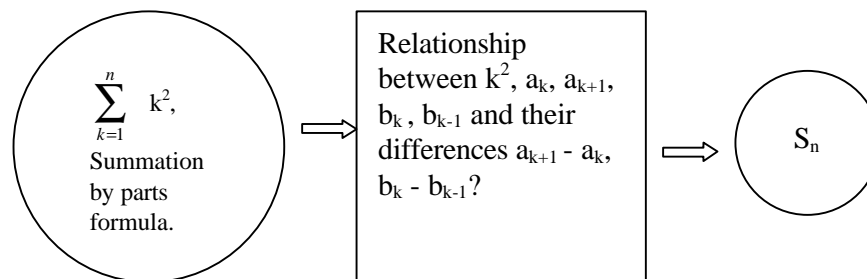 n
∑ k²,
k=1
Summation
by parts
formula.
Relationship
between k², aₖ, aₖ₊₁,
bₖ , bₖ₋₁ and their
differences aₖ₊₁ - aₖ,
bₖ - bₖ₋₁?
Sₙ